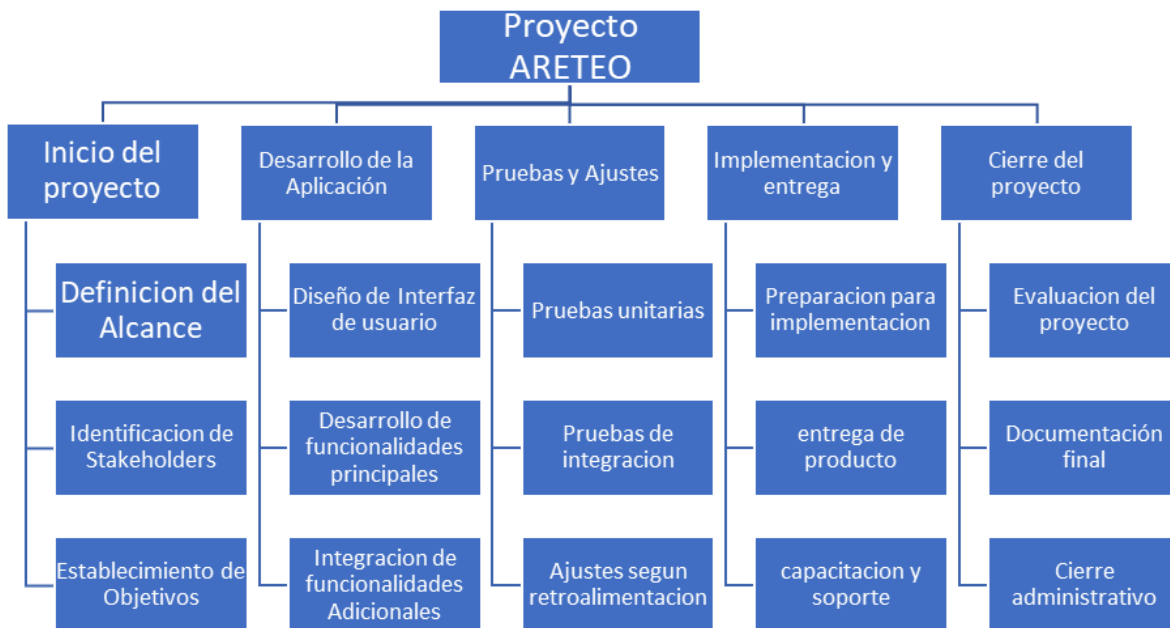 Proyecto
ARETEO
Inicio del
proyecto
Desarrollo de la
Aplicación
Pruebas y Ajustes
Implementacion y
entrega
Cierre del
proyecto
Definicion del
Alcance
Diseño de Interfaz
de usuario
Pruebas unitarias
Preparacion para
implementacion
Evaluacion del
proyecto
Identificacion de
Stakeholders
Desarrollo de
funcionalidades
principales
Pruebas de
integracion
entrega de
producto
Documentación
final
Establecimiento de
Objetivos
Integracion de
funcionalidades
Adicionales
Ajustes segun
retroalimentacion
capacitacion y
soporte
Cierre
administrativo